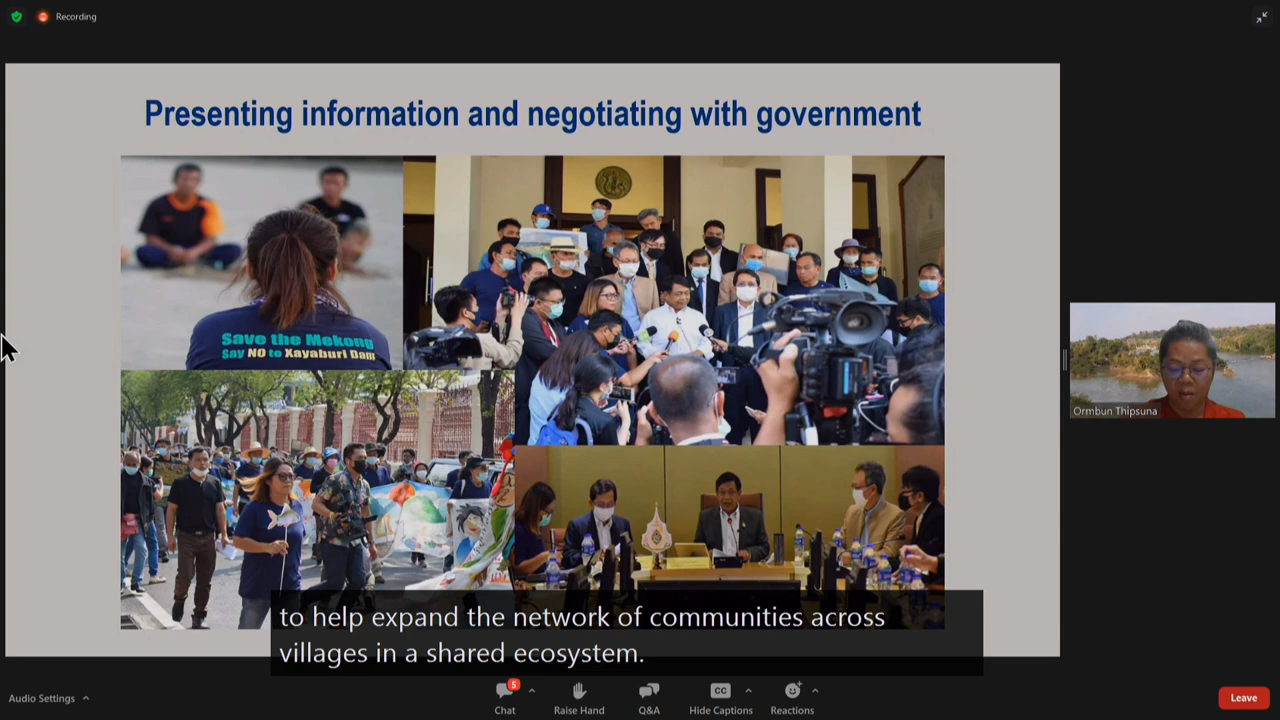 Recording
Presenting information and negotiating with government
Save the Mekong
Say NO to Xayaburi Dam
Ormbun Thipsuna
to help expand the network of communities across
villages in a shared ecosystem.
Audio Settings
5
Chat
Raise Hand
Q&A
CC
Hide Captions
Reactions
Leave